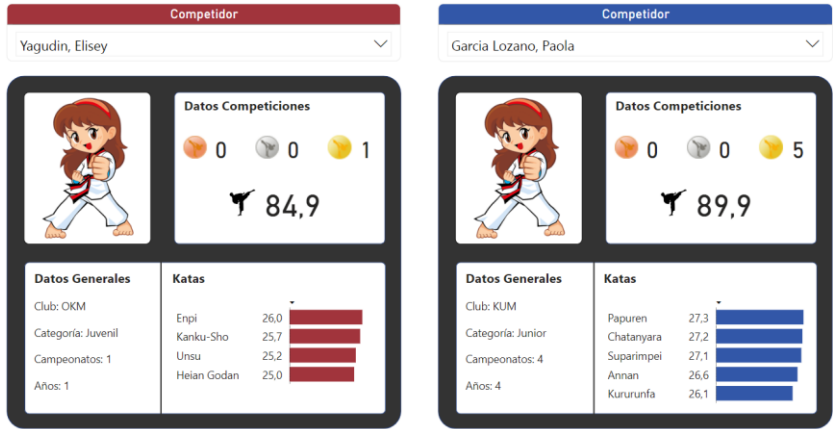 Competidor
Yagudin, Elisey
Datos Competiciones
0 0 1
84,9
Datos Generales
Club: OKM
Categoría: Juvenil
Campeonatos: 1
Años: 1
Katas
Enpi 26,0
Kanku-Sho 25,7
Unsu 25,2
Heian Godan 25,0
Competidor
Garcia Lozano, Paola
Datos Competiciones
0 0 5
89,9
Datos Generales
Club: KUM
Categoría: Junior
Campeonatos: 4
Años: 4
Katas
Papuren 27,3
Chatanyara 27,2
Suparimpei 27,1
Annan 26,6
Kururunfa 26,1